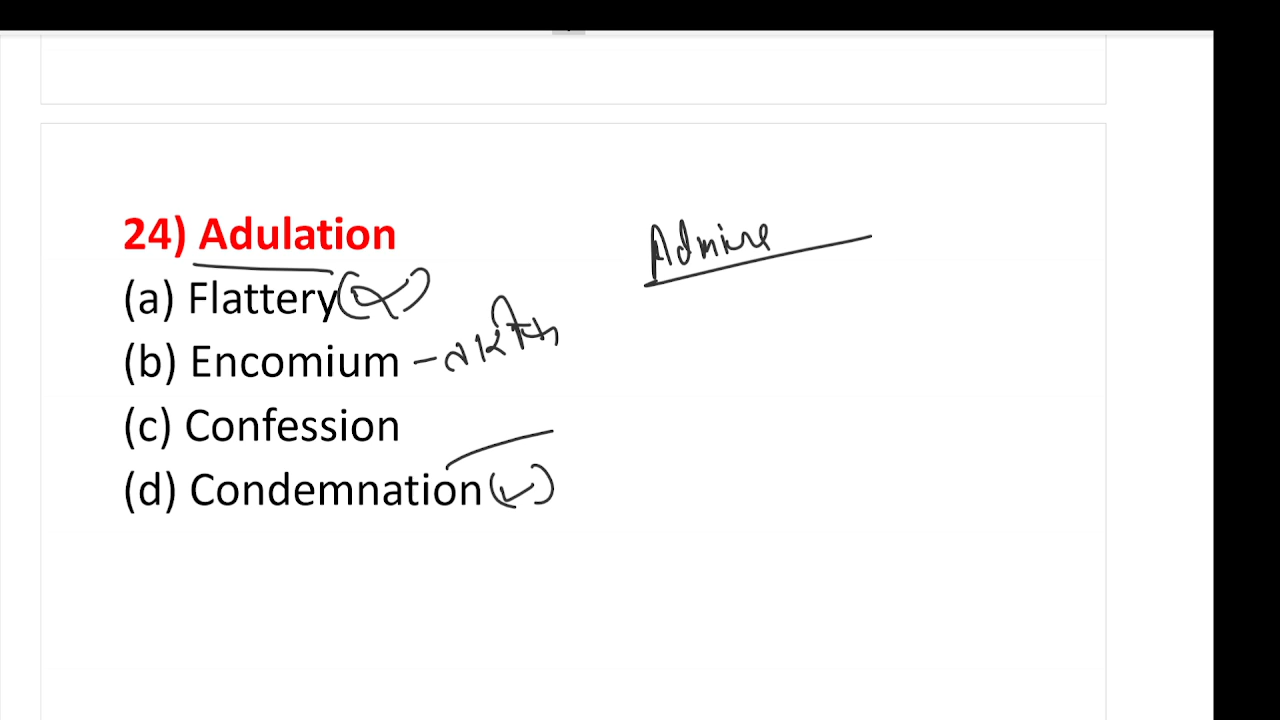 24) Adulation
Admire
(a) Flattery (x)
(b) Encomium -
(c) Confession
(d) Condemnation (✓)